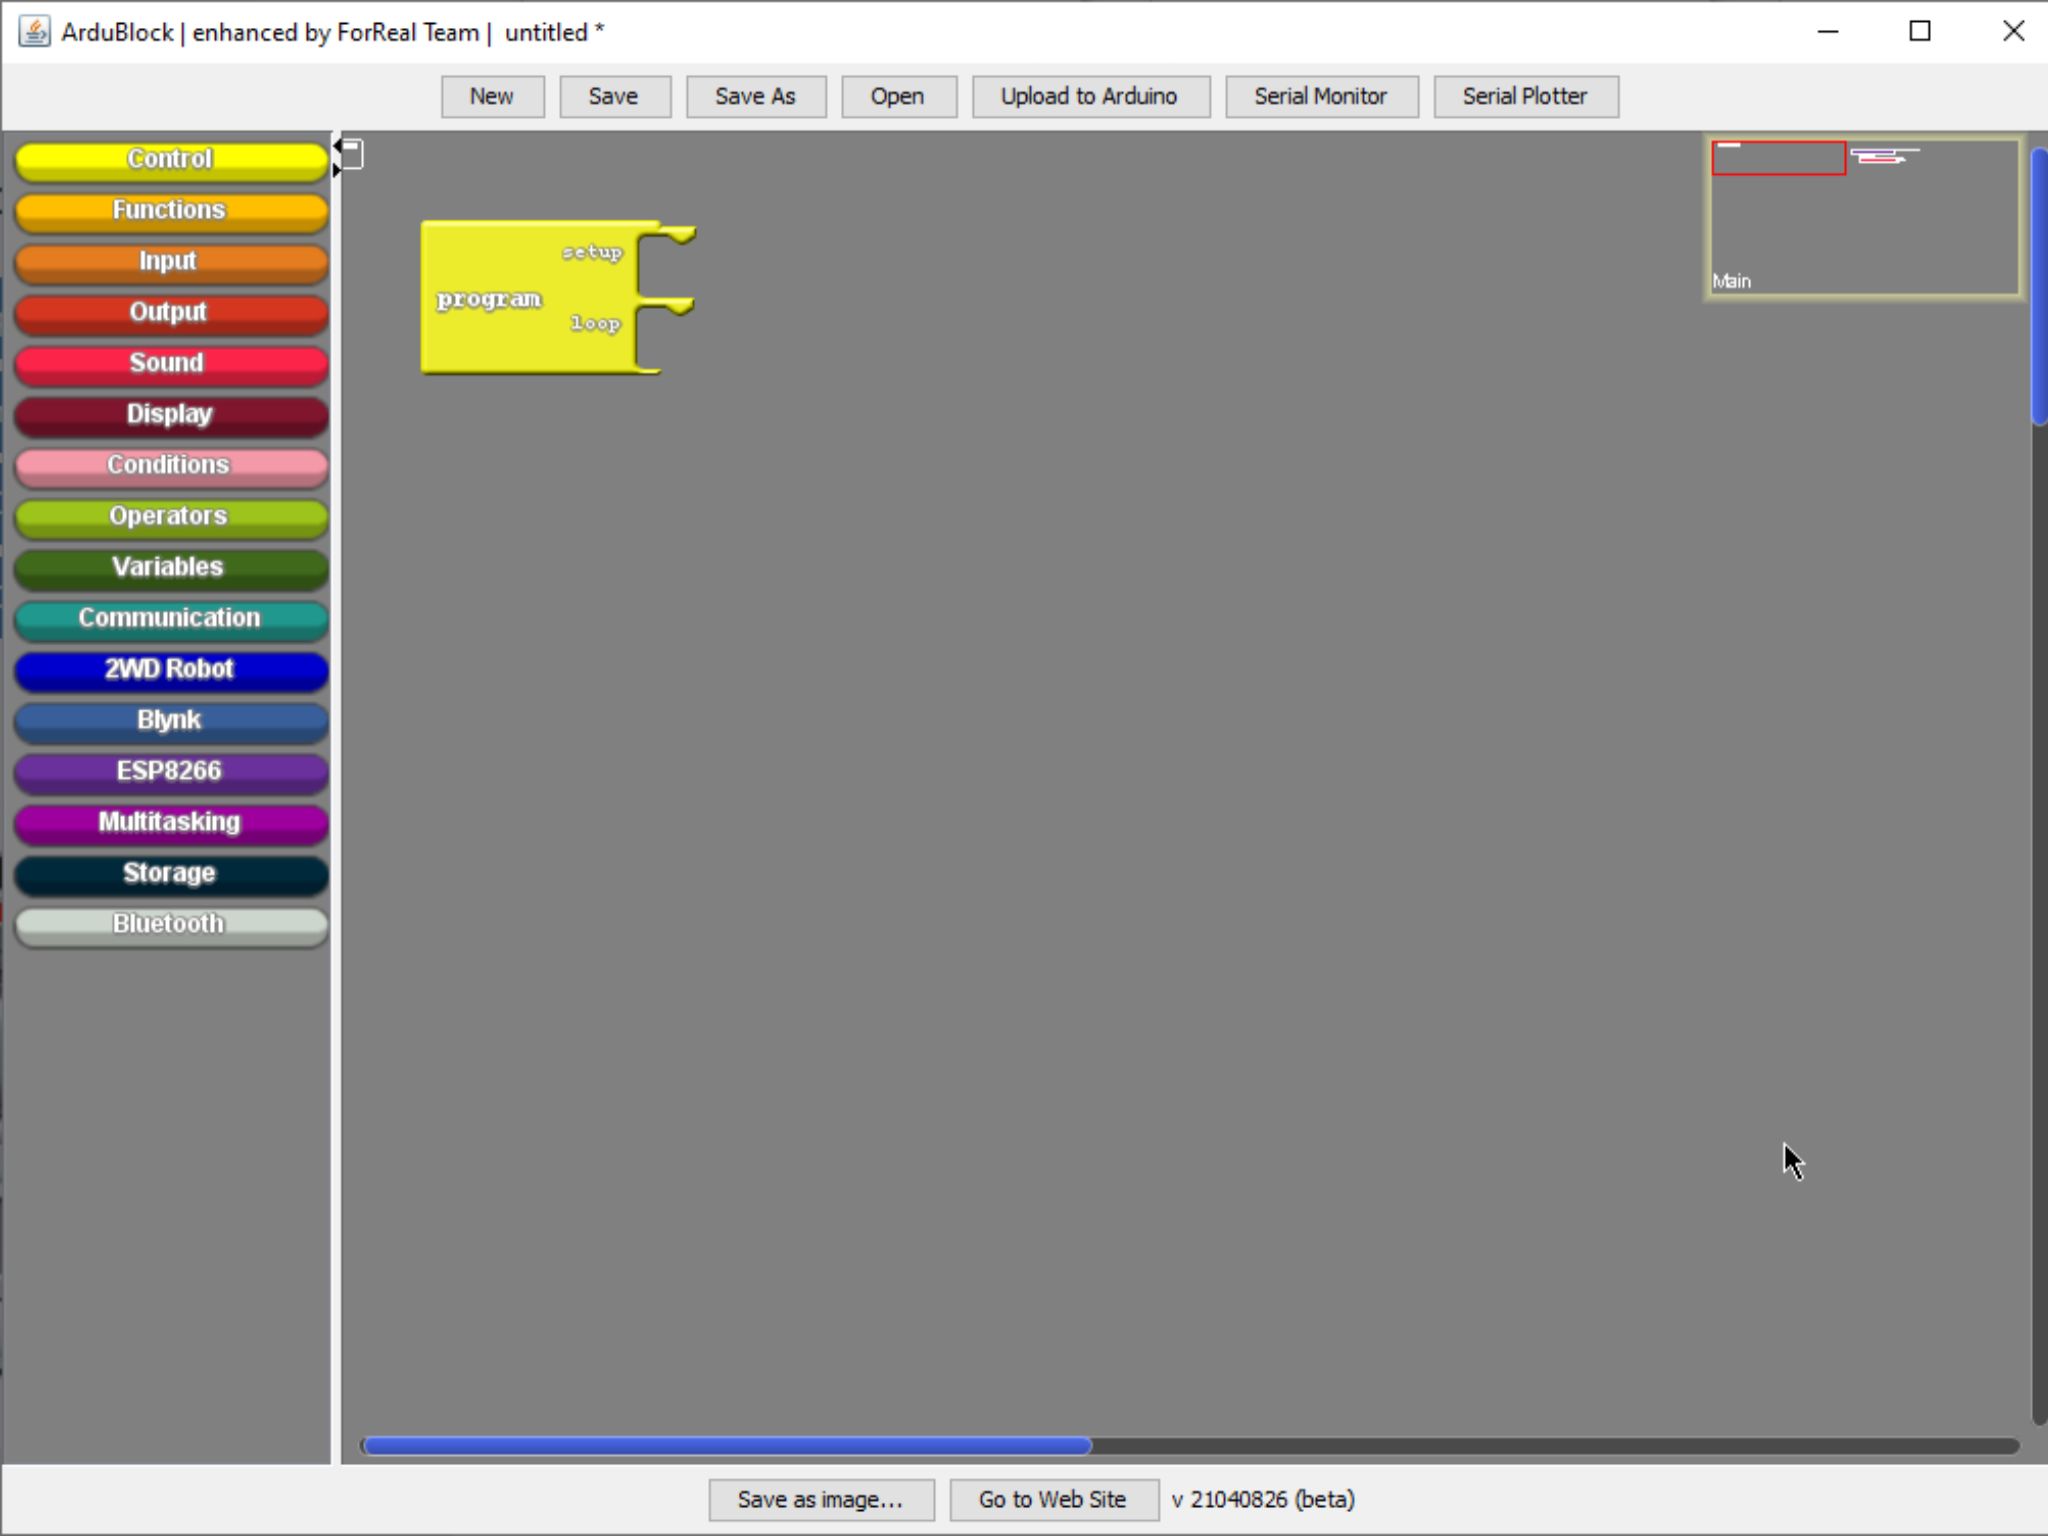 ArduBlock | enhanced by ForReal Team | untitled *
New Save Save As Open Upload to Arduino Serial Monitor Serial Plotter
Control
Functions
Input
Output
Sound
Display
Conditions
Operators
Variables
Communication
2WD Robot
Blynk
ESP8266
Multitasking
Storage
Bluetooth
setup
program
loop
Main
Save as image... Go to Web Site v 21040826 (beta)